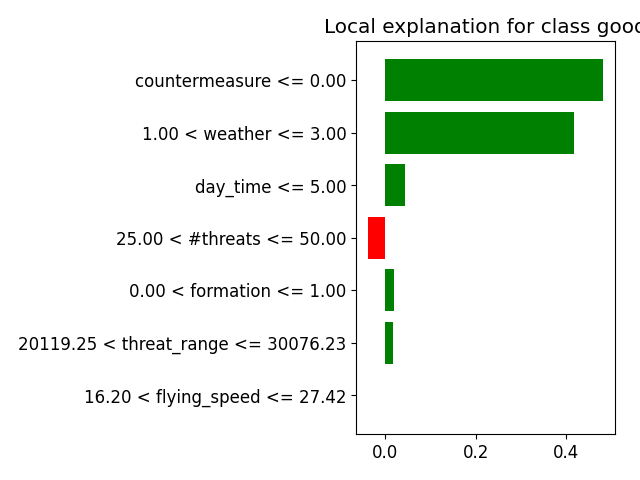 Local explanation for class good
countermeasure <= 0.00
1.00 < weather <= 3.00
day_time <= 5.00
25.00 < #threats <= 50.00
0.00 < formation <= 1.00
20119.25 < threat_range <= 30076.23
16.20 < flying_speed <= 27.42
0.0 0.2 0.4